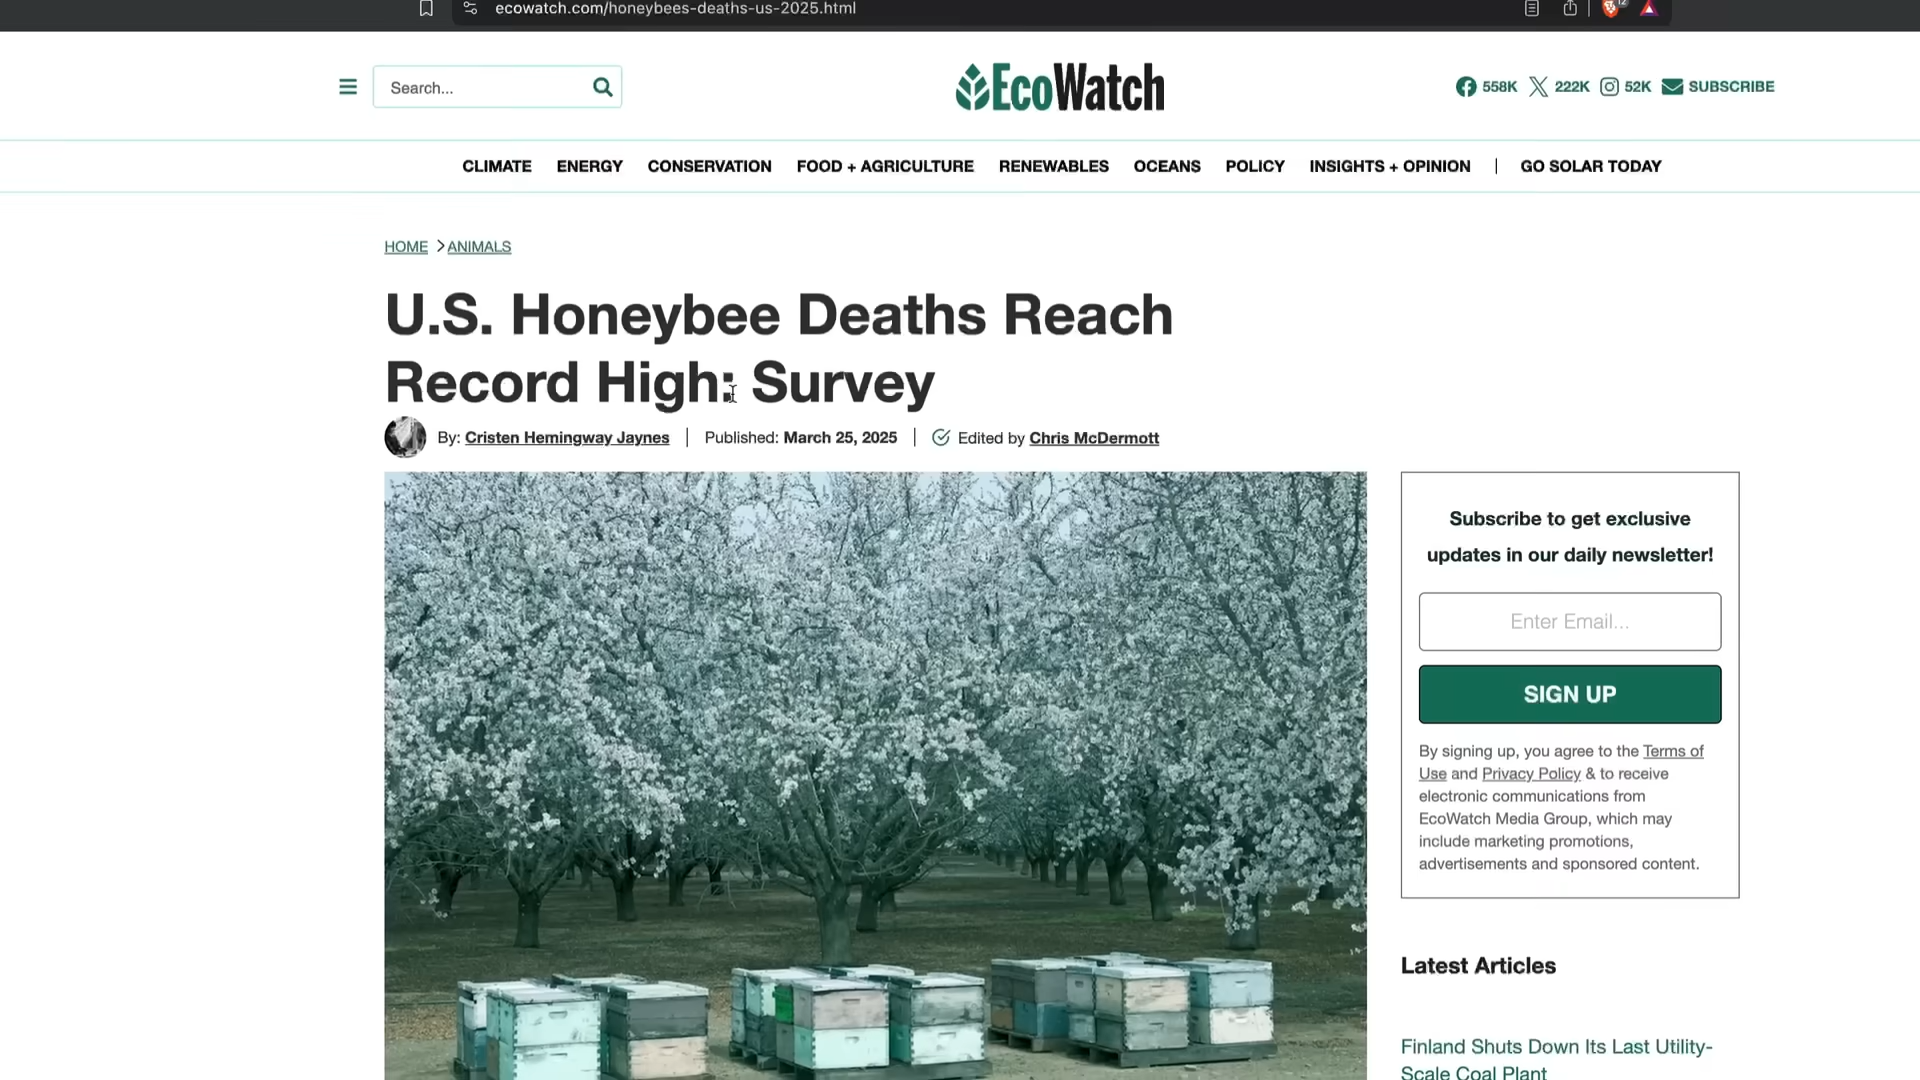 ecowatch.com/honeybees-deaths-us-2025.html
12
Search...
EcoWatch
558K 222K 52K SUBSCRIBE
CLIMATE ENERGY CONSERVATION FOOD + AGRICULTURE RENEWABLES OCEANS POLICY INSIGHTS + OPINION | GO SOLAR TODAY
HOME > ANIMALS
U.S. Honeybee Deaths Reach
Record High: Survey
By: Cristen Hemingway Jaynes | Published: March 25, 2025 | Edited by Chris McDermott
Subscribe to get exclusive
updates in our daily newsletter!
Enter Email...
SIGN UP
By signing up, you agree to the Terms of
Use and Privacy Policy & to receive
electronic communications from
EcoWatch Media Group, which may
include marketing promotions,
advertisements and sponsored content.
Latest Articles
Finland Shuts Down Its Last Utility-
Scale Coal Plant